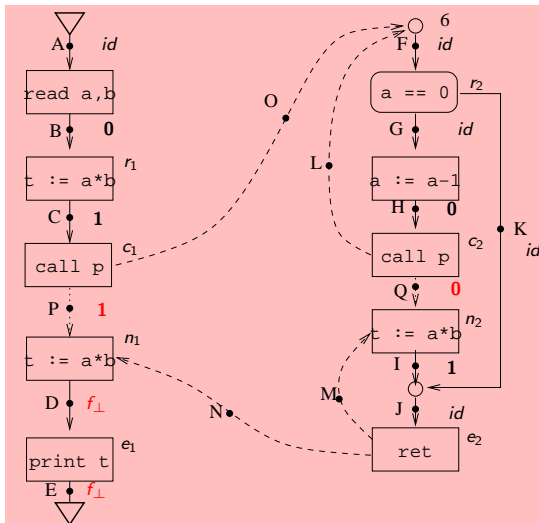 A id
read a,b
B 0
r1
t := a*b
C 1
c1
call p
P 1
n1
t := a*b
D f⊥
e1
print t
E f⊥
O
L
N
M
6
F id
r2
a == 0
G id
K
id
a := a-1
H 0
c2
call p
Q 0
n2
t := a*b
I 1
J id
e2
ret